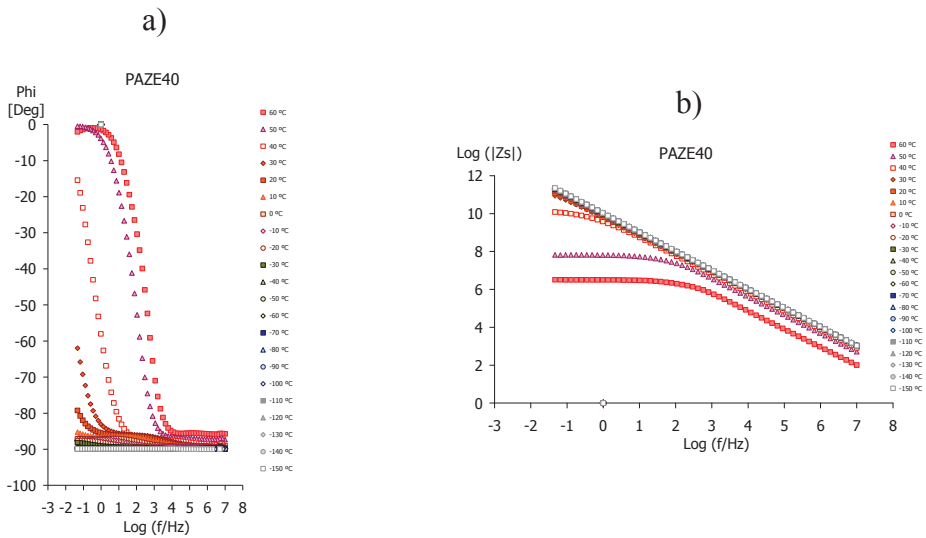 a)
PAZE40
Phi
[Deg]
0
-10
-20
-30
-40
-50
-60
-70
-80
-90
-100
-3 -2 -1 0 1 2 3 4 5 6 7 8
Log (f/Hz)
60 ºC
50 ºC
40 ºC
30 ºC
20 ºC
10 ºC
0 ºC
-10 ºC
-20 ºC
-30 ºC
-40 ºC
-50 ºC
-60 ºC
-70 ºC
-80 ºC
-90 ºC
-100 ºC
-110 ºC
-120 ºC
-130 ºC
-140 ºC
-150 ºC
b)
Log (|Zs|)
PAZE40
12
10
8
6
4
2
0
-3 -2 -1 0 1 2 3 4 5 6 7 8
Log (f/Hz)
60 ºC
50 ºC
40 ºC
30 ºC
20 ºC
10 ºC
0 ºC
-10 ºC
-20 ºC
-30 ºC
-40 ºC
-50 ºC
-60 ºC
-70 ºC
-80 ºC
-90 ºC
-100 ºC
-110 ºC
-120 ºC
-130 ºC
-140 ºC
-150 ºC